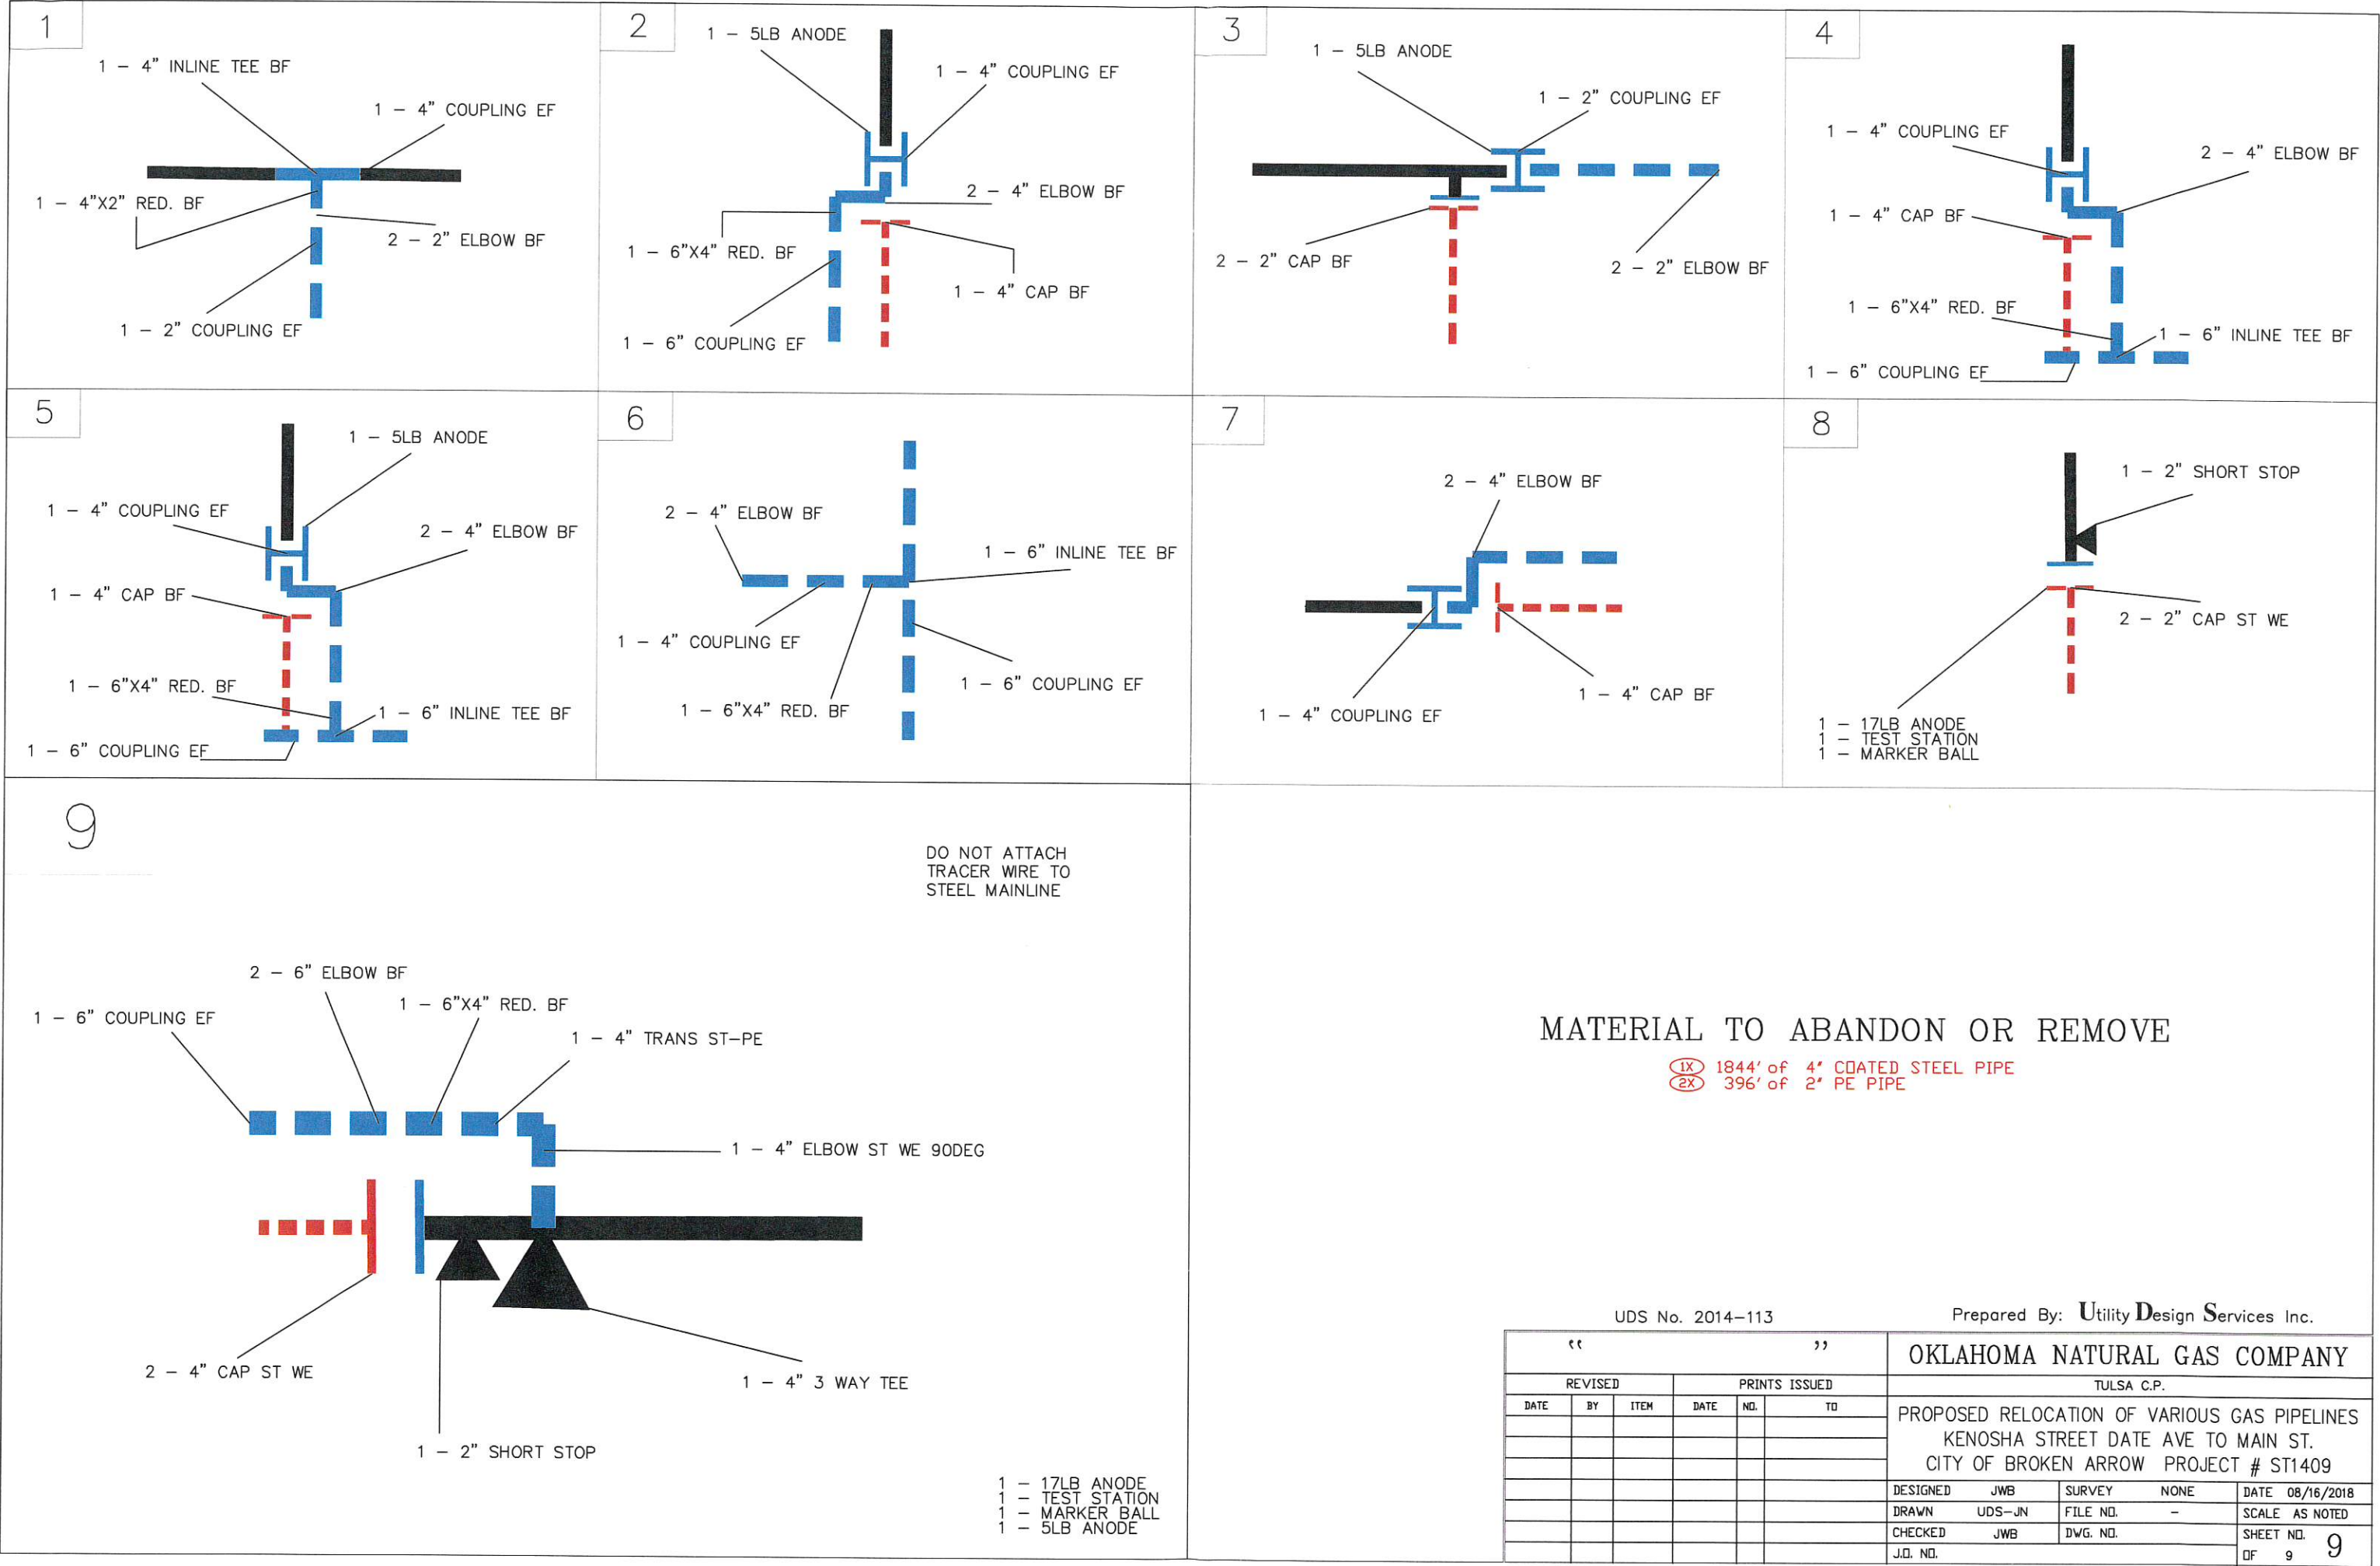 1
1 - 4" INLINE TEE BF
1 - 4" COUPLING EF
1 - 4"X2" RED. BF
2 - 2" ELBOW BF
1 - 2" COUPLING EF
2
1 - 5LB ANODE
1 - 4" COUPLING EF
2 - 4" ELBOW BF
1 - 6"X4" RED. BF
1 - 4" CAP BF
1 - 6" COUPLING EF
3
1 - 5LB ANODE
1 - 2" COUPLING EF
2 - 2" CAP BF
2 - 2" ELBOW BF
4
1 - 4" COUPLING EF
2 - 4" ELBOW BF
1 - 4" CAP BF
1 - 6"X4" RED. BF
1 - 6" INLINE TEE BF
1 - 6" COUPLING EF
5
1 - 5LB ANODE
1 - 4" COUPLING EF
2 - 4" ELBOW BF
1 - 4" CAP BF
1 - 6"X4" RED. BF
1 - 6" INLINE TEE BF
1 - 6" COUPLING EF
6
2 - 4" ELBOW BF
1 - 6" INLINE TEE BF
1 - 4" COUPLING EF
1 - 6" COUPLING EF
1 - 6"X4" RED. BF
7
2 - 4" ELBOW BF
1 - 4" CAP BF
1 - 4" COUPLING EF
8
1 - 2" SHORT STOP
2 - 2" CAP ST WE
1 - 17LB ANODE
1 - TEST STATION
1 - MARKER BALL
9
DO NOT ATTACH
TRACER WIRE TO
STEEL MAINLINE
2 - 6" ELBOW BF
1 - 6"X4" RED. BF
1 - 6" COUPLING EF
1 - 4" TRANS ST-PE
1 - 4" ELBOW ST WE 90DEG
2 - 4" CAP ST WE
1 - 4" 3 WAY TEE
1 - 2" SHORT STOP
1 - 17LB ANODE
1 - TEST STATION
1 - MARKER BALL
1 - 5LB ANODE
MATERIAL TO ABANDON OR REMOVE
1X 1844' of 4" COATED STEEL PIPE
2X 396' of 2" PE PIPE
UDS No. 2014-113
Prepared By: Utility Design Services Inc.
“ ”
OKLAHOMA NATURAL GAS COMPANY
REVISED PRINTS ISSUED
TULSA C.P.
DATE BY ITEM DATE NO. TO
PROPOSED RELOCATION OF VARIOUS GAS PIPELINES
KENOSHA STREET DATE AVE TO MAIN ST.
CITY OF BROKEN ARROW PROJECT # ST1409
DESIGNED JWB SURVEY NONE DATE 08/16/2018
DRAWN UDS-JN FILE NO. - SCALE AS NOTED
CHECKED JWB DWG. NO. SHEET NO. 9
J.O. NO. OF 9